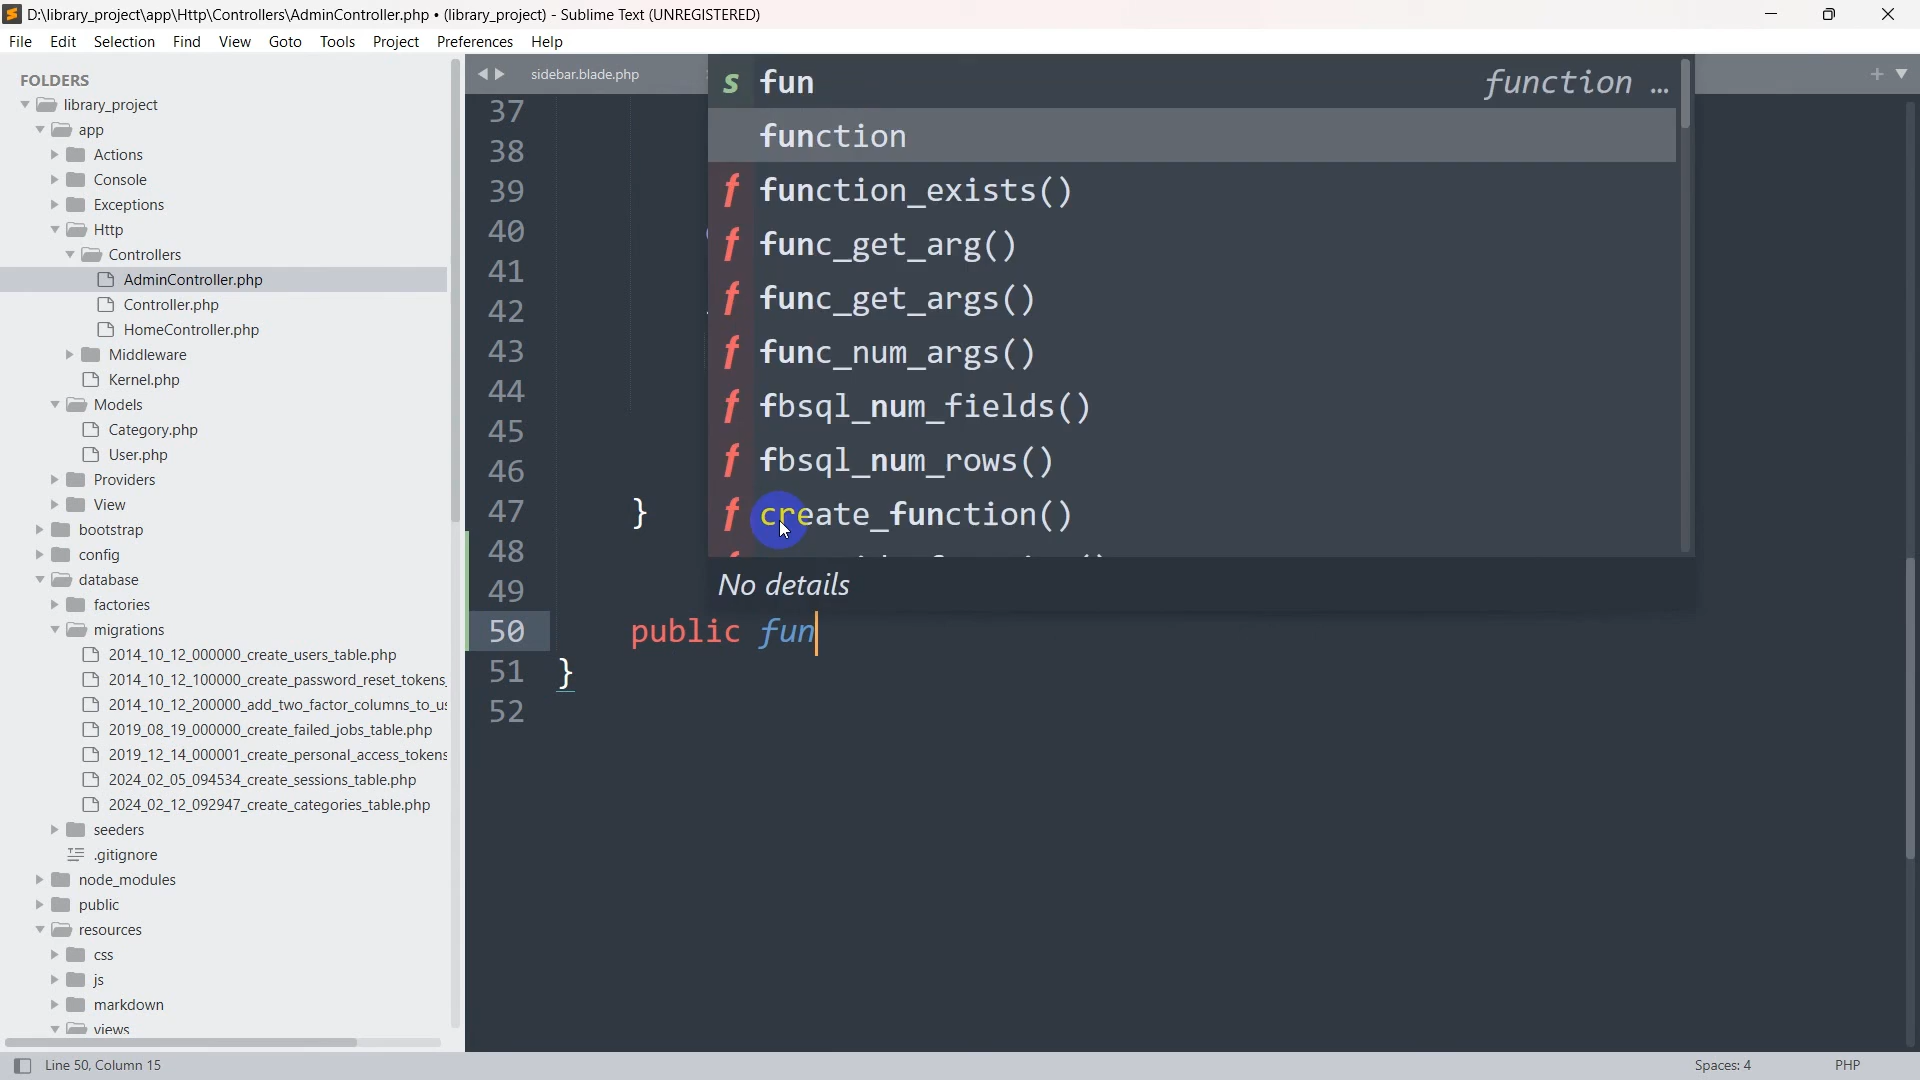 D:\library_project\app\Http\Controllers\AdminController.php • (library_project) - Sublime Text (UNREGISTERED)
File Edit Selection Find View Goto Tools Project Preferences Help
FOLDERS
library_project
app
Actions
Console
Exceptions
Http
Controllers
AdminController.php
Controller.php
HomeController.php
Middleware
Kernel.php
Models
Category.php
User.php
Providers
View
bootstrap
config
database
factories
migrations
2014_10_12_000000_create_users_table.php
2014_10_12_100000_create_password_reset_tokens_
2014_10_12_200000_add_two_factor_columns_to_us
2019_08_19_000000_create_failed_jobs_table.php
2019_12_14_000001_create_personal_access_tokens
2024_02_05_094534_create_sessions_table.php
2024_02_12_092947_create_categories_table.php
seeders
.gitignore
node_modules
public
resources
css
js
markdown
views
sidebar.blade.php
s fun function …
function
f function_exists()
f func_get_arg()
f func_get_args()
f func_num_args()
f fbsql_num_fields()
f fbsql_num_rows()
f create_function()
No details
37
38
39
40
41
42
43
44
45
46
47 }
48
49
50 public fun
51 }
52
Line 50, Column 15 Spaces: 4 PHP